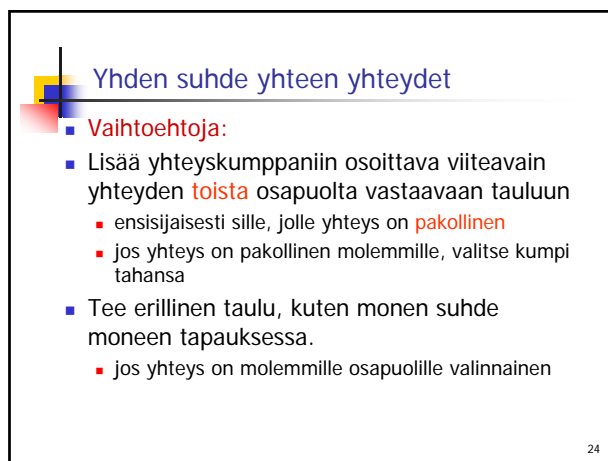 Yhden suhde yhteen yhteydet
Vaihtoehtoja:
Lisää yhteyskumppaniin osoittava viiteavain
yhteyden toista osapuolta vastaavaan tauluun
ensisijaisesti sille, jolle yhteys on pakollinen
jos yhteys on pakollinen molemmille, valitse kumpi
tahansa
Tee erillinen taulu, kuten monen suhde
moneen tapauksessa.
jos yhteys on molemmille osapuolille valinnainen
24